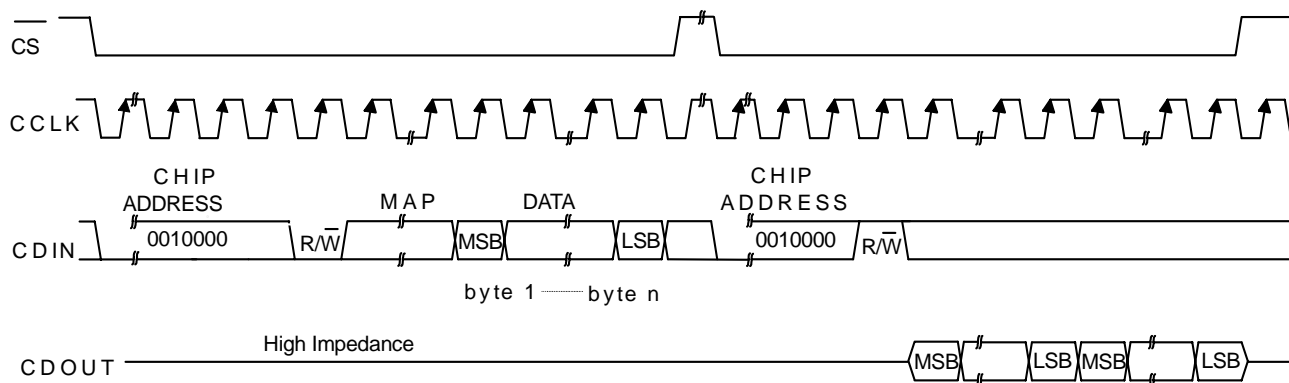 CS
CCLK
CHIP
ADDRESS
MAP
DATA
CHIP
ADDRESS
CDIN
0010000
R/W
MSB
LSB
0010000
R/W
byte 1 ........ byte n
High Impedance
CDOUT
MSB
LSB
MSB
LSB